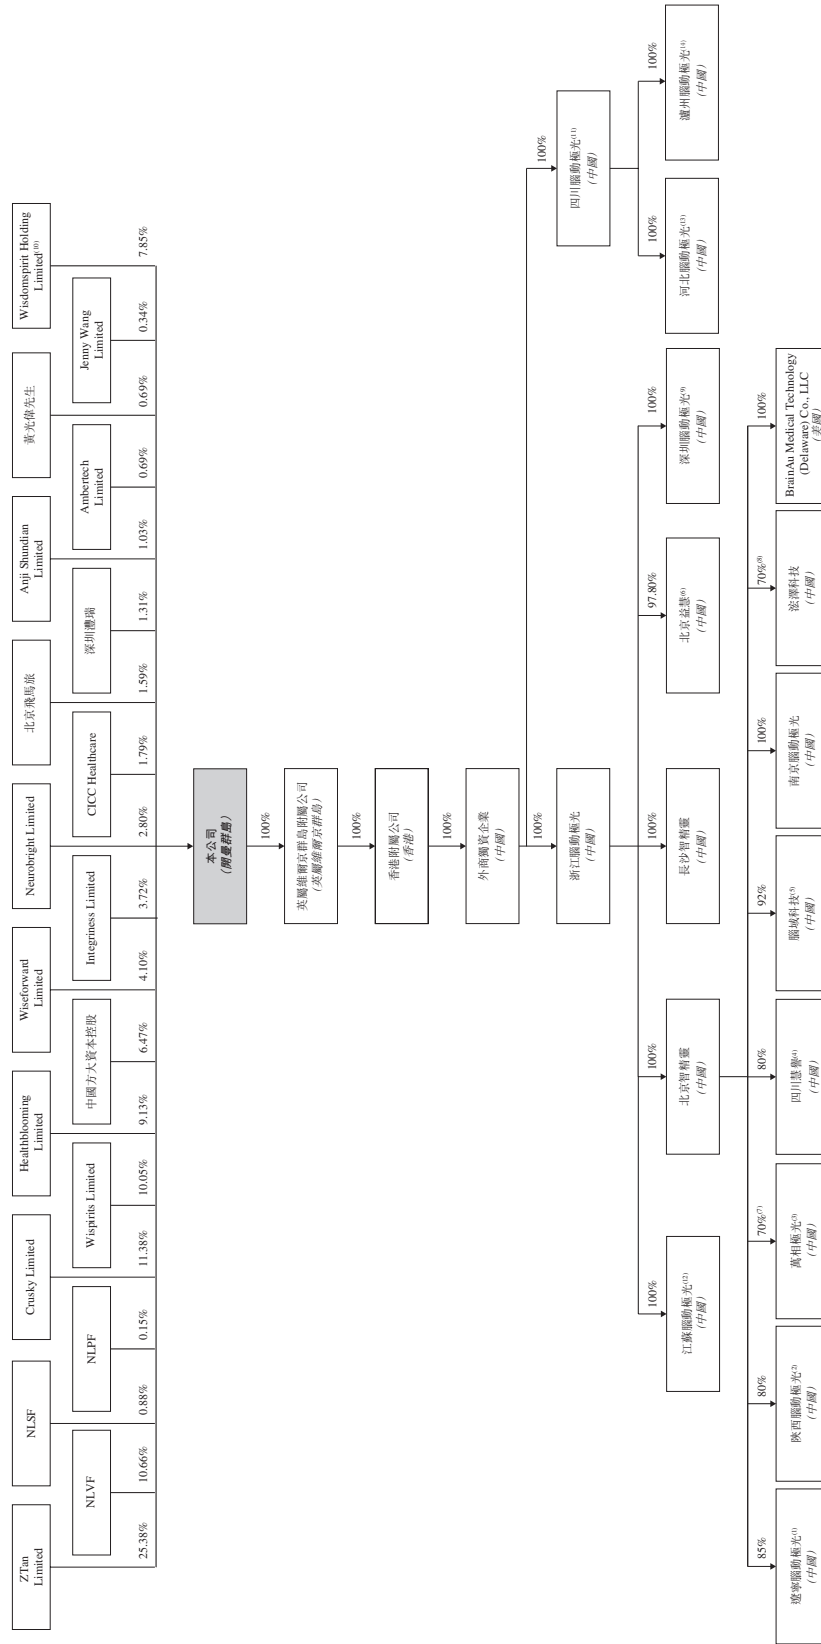 ZTan
Limited
NLSF
Crusky Limited
Healthblooming
Limited
Wiseforward
Limited
Neurobright Limited
北京飛馬旅
Anji Shundian
Limited
黃光偉先生
Wisdomspirit Holding
Limited(10)
NLVF
NLPF
Wispirits Limited
中國方大資本控股
Integriness Limited
CICC Healthcare
深圳灃瑞
Ambertech
Limited
Jenny Wang
Limited
25.38%
10.66%
0.88%
0.15%
11.38%
10.05%
9.13%
6.47%
4.10%
3.72%
2.80%
1.79%
1.59%
1.31%
1.03%
0.69%
0.69%
0.34%
7.85%
本公司
(開曼群島)
100%
英屬維爾京群島附屬公司
(英屬維爾京群島)
100%
香港附屬公司
(香港)
100%
外商獨資企業
(中國)
100%
100%
浙江腦動極光
(中國)
四川腦動極光(11)
(中國)
100%
100%
100%
97.80%
100%
100%
100%
江蘇腦動極光(12)
(中國)
北京智精靈
(中國)
長沙智精靈
(中國)
北京益慧(6)
(中國)
深圳腦動極光(9)
(中國)
河北腦動極光(13)
(中國)
瀘州腦動極光(14)
(中國)
85%
80%
70%(7)
80%
92%
100%
70%(8)
100%
遼寧腦動極光(1)
(中國)
陝西腦動極光(2)
(中國)
萬相極光(3)
(中國)
四川慧譽(4)
(中國)
腦域科技(5)
(中國)
南京腦動極光
(中國)
浤澤科技
(中國)
BrainAu Medical Technology
(Delaware) Co., LLC
(美國)